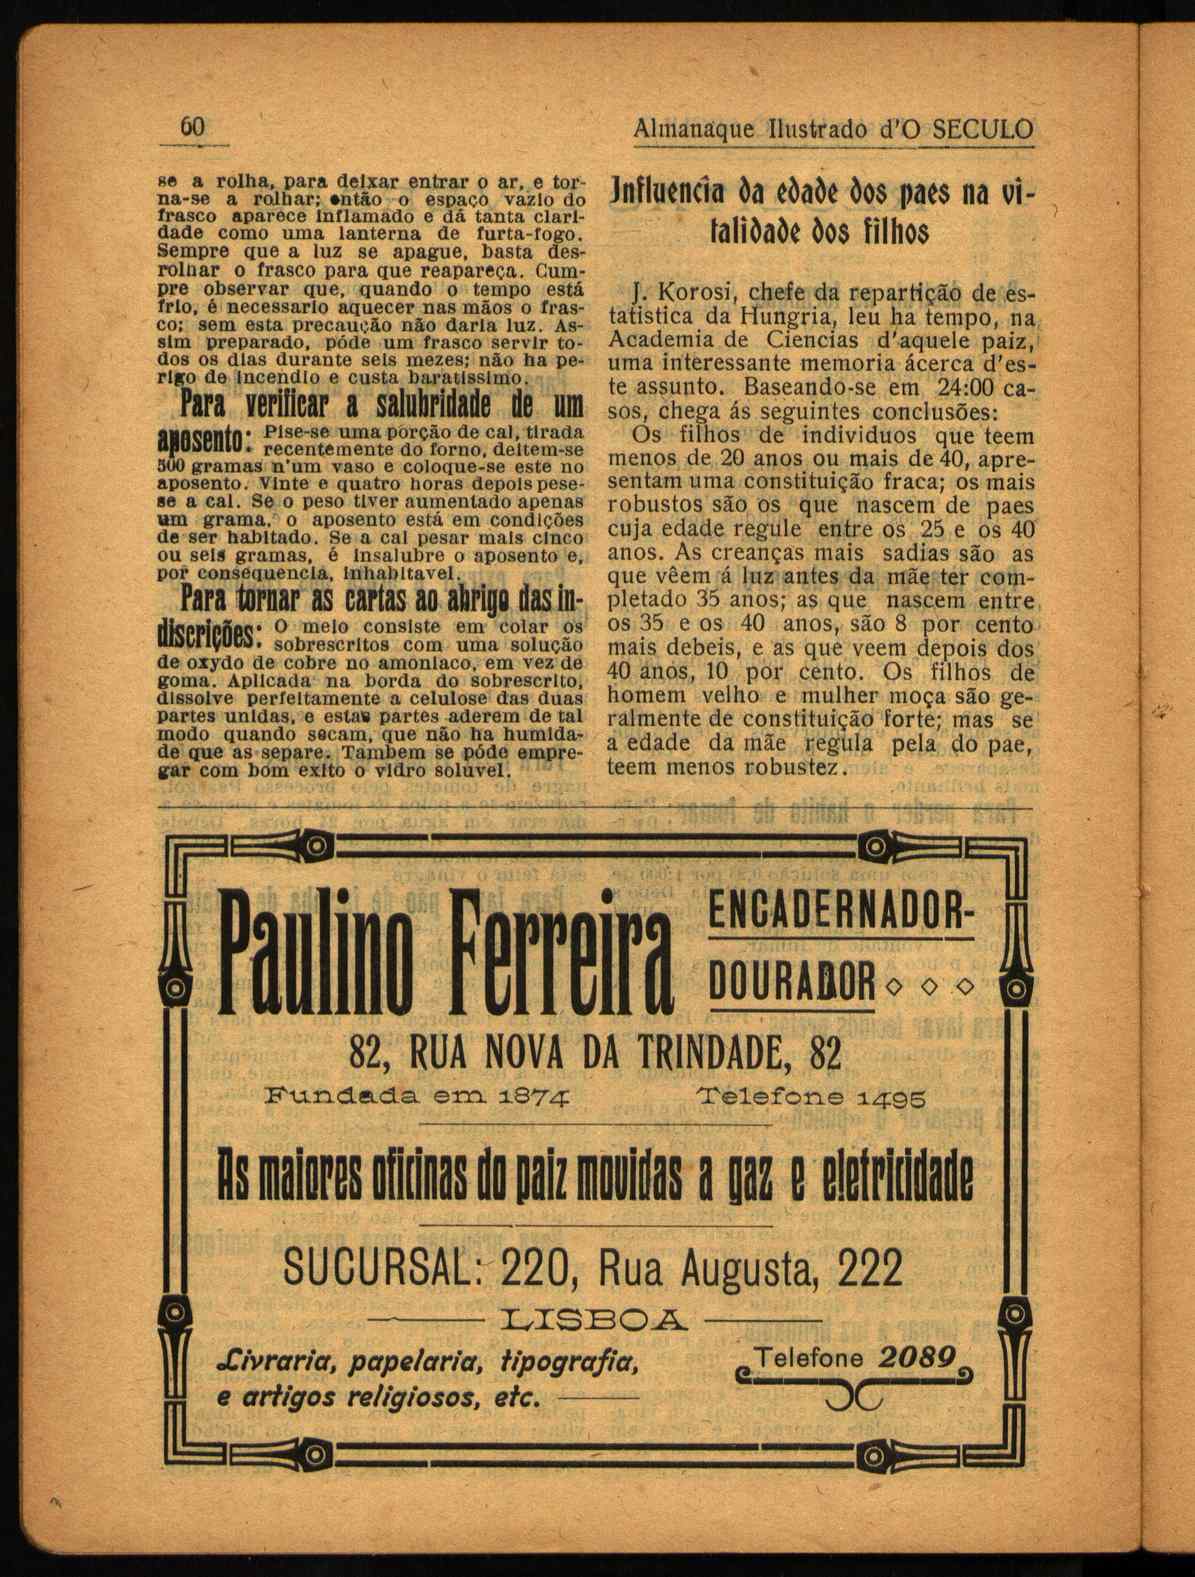 60
Almanaque Ilustrado d'O SECULO
se a rolha, para deixar entrar o ar, e tor-
na-se a rolhar; então o espaço vazio do
frasco aparece inflamado e dá tanta clari-
dade como uma lanterna de furta-fogo.
Sempre que a luz se apague, basta des-
rolhar o frasco para que reapareça. Cum-
pre observar que, quando o tempo está
frio, é necessario aquecer nas mãos o fras-
co; sem esta precaução não daria luz. As-
sim preparado, póde um frasco servir to-
dos os dias durante seis mezes; não ha pe-
rigo de incendio e custa baratissimo.
Para verificar a salubridade de um
aposento: Pise-se uma porção de cal, tirada
recentemente do forno, deitem-se
500 gramas n'um vaso e coloque-se este no
aposento. Vinte e quatro horas depois pese-
se a cal. Se o peso tiver aumentado apenas
um grama, o aposento está em condições
de ser habitado. Se a cal pesar mais cinco
ou seis gramas, é insalubre o aposento e,
por consequencia, inhabitavel.
Para tornar as cartas ao abrigo das in-
discrições: O meio consiste em colar os
sobrescritos com uma solução
de oxydo de cobre no amoniaco, em vez de
goma. Aplicada na borda do sobrescrito,
dissolve perfeitamente a celulose das duas
partes unidas, e estas partes aderem de tal
modo quando secam, que não ha humida-
de que as separe. Tambem se póde empre-
gar com bom exito o vidro soluvel.
Influencia da edade dos paes na vi-
talidade dos filhos
J. Korosi, chefe da repartição de es-
tatistica da Hungria, leu ha tempo, na
Academia de Ciencias d'aquele paiz,
uma interessante memoria ácerca d'es-
te assunto. Baseando-se em 24:00 ca-
sos, chega ás seguintes conclusões:
Os filhos de individuos que teem
menos de 20 anos ou mais de 40, apre-
sentam uma constituição fraca; os mais
robustos são os que nascem de paes
cuja edade regule entre os 25 e os 40
anos. As creanças mais sadias são as
que vêem á luz antes da mãe ter com-
pletado 35 anos; as que nascem entre
os 35 e os 40 anos, são 8 por cento
mais debeis, e as que veem depois dos
40 anos, 10 por cento. Os filhos de
homem velho e mulher moça são ge-
ralmente de constituição forte; mas se
a edade da mãe regula pela do pae,
teem menos robustez.
Paulino Ferreira
ENCADERNADOR-
DOURADOR
82, RUA NOVA DA TRINDADE, 82
Fundada em 1874 Telefone 1495
As maiores oficinas do paiz movidas a gaz e eletricidade
SUCURSAL: 220, Rua Augusta, 222
LISBOA
Livraria, papelaria, tipografia,
e artigos religiosos, etc.
Telefone 2089